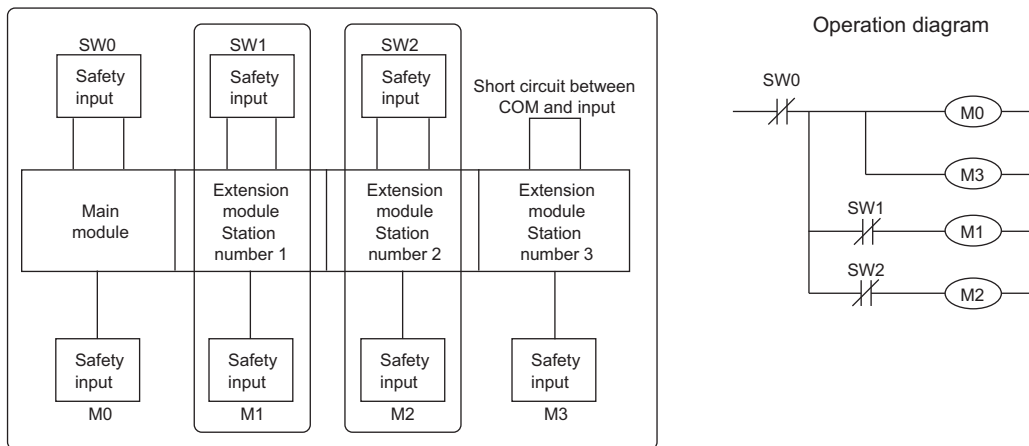 Operation diagram
SW0
SW1
SW2
Safety
input
Safety
input
Safety
input
Short circuit between
COM and input
Main
module
Extension
module
Station
number 1
Extension
module
Station
number 2
Extension
module
Station
number 3
Safety
input
Safety
input
Safety
input
Safety
input
M0
M1
M2
M3
SW0
M0
M3
SW1
M1
SW2
M2